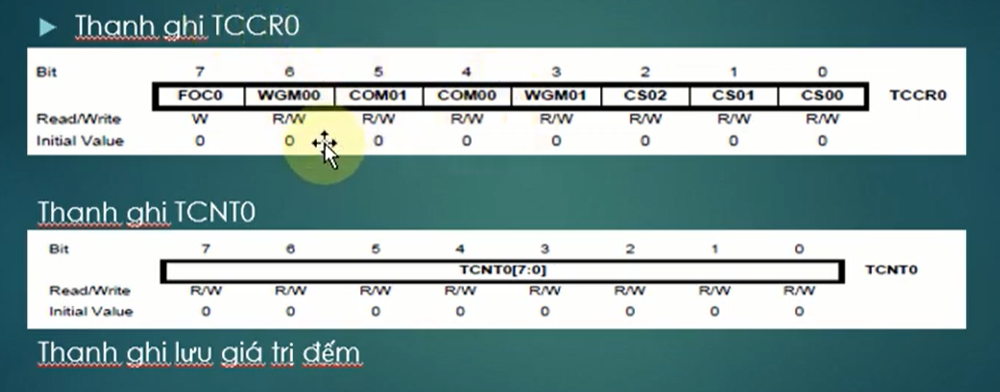 Thanh ghi TCCR0
Bit 7 6 5 4 3 2 1 0
FOC0 WGM00 COM01 COM00 WGM01 CS02 CS01 CS00 TCCR0
Read/Write W R/W R/W R/W R/W R/W R/W R/W
Initial Value 0 0 0 0 0 0 0 0
Thanh ghi TCNT0
Bit 7 6 5 4 3 2 1 0
TCNT0[7:0] TCNT0
Read/Write R/W R/W R/W R/W R/W R/W R/W R/W
Initial Value 0 0 0 0 0 0 0 0
Thanh ghi lưu giá trị đếm